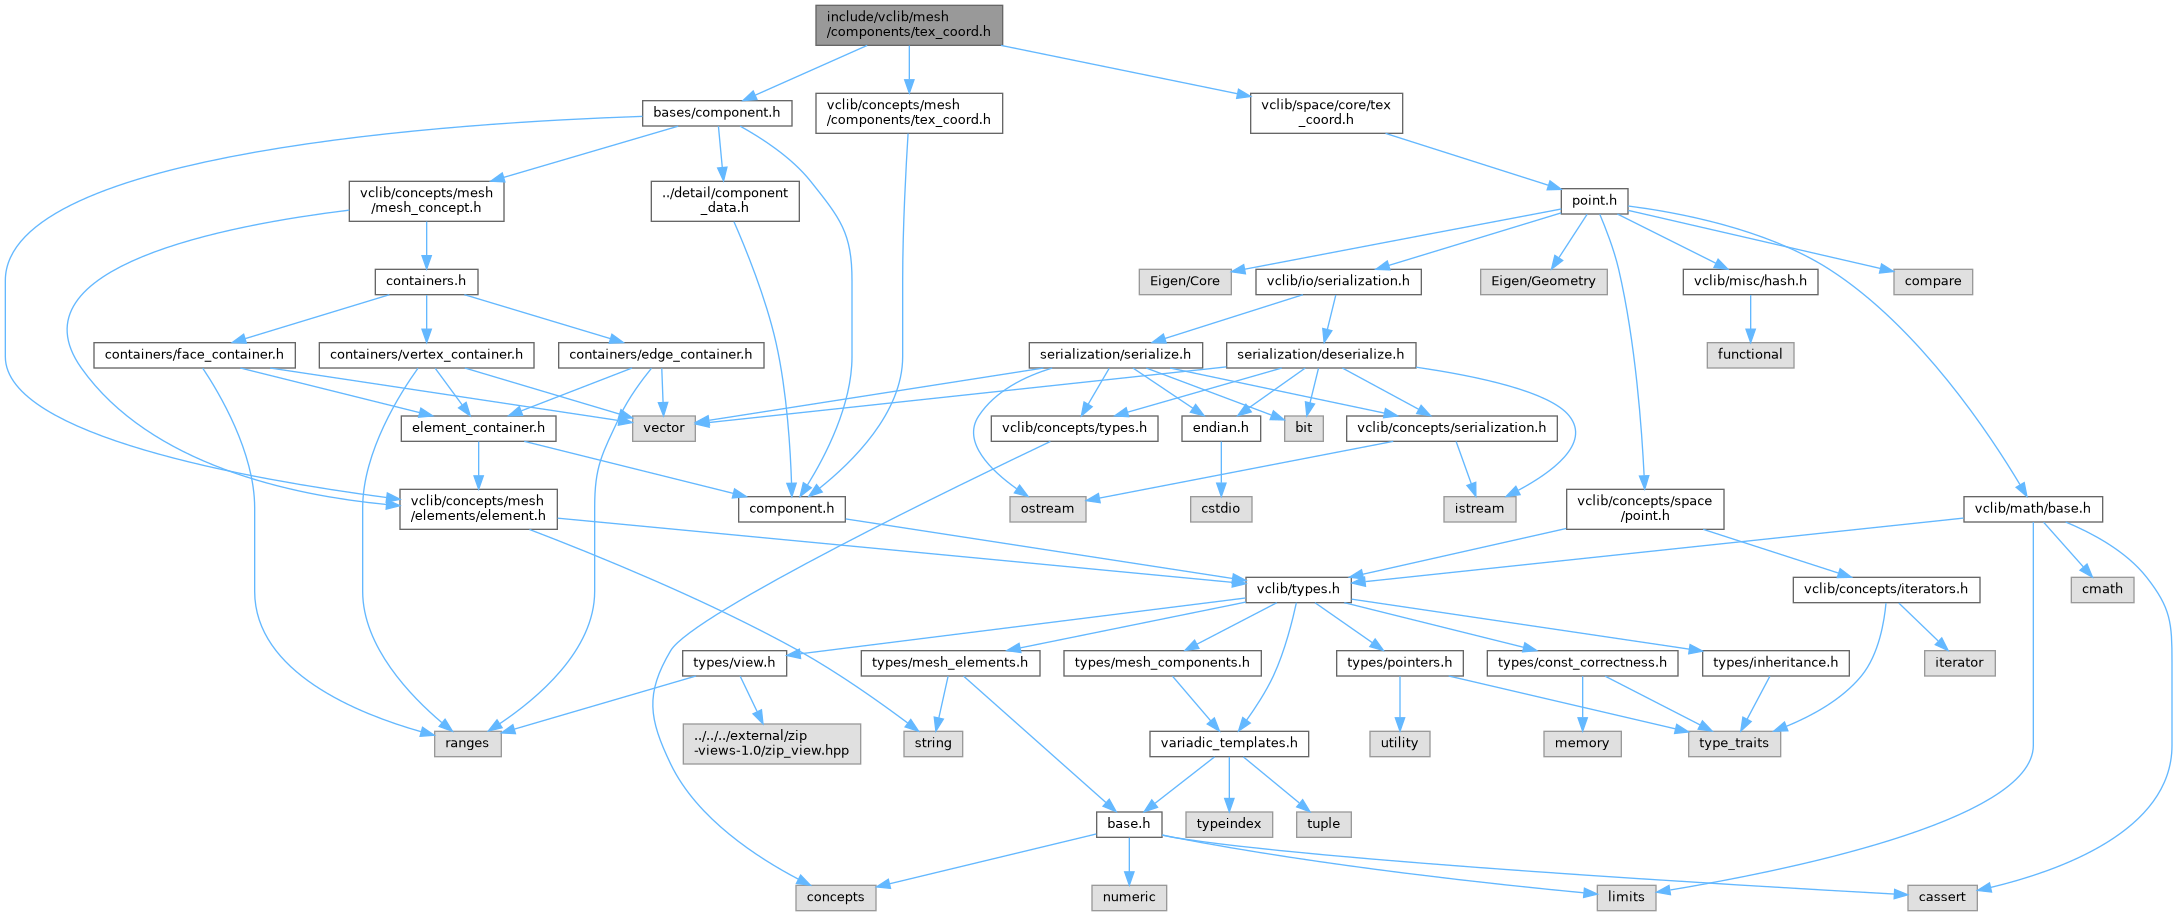 include/vclib/mesh
/components/tex_coord.h
bases/component.h
vclib/concepts/mesh
/components/tex_coord.h
vclib/space/core/tex
_coord.h
vclib/concepts/mesh
/mesh_concept.h
../detail/component
_data.h
point.h
containers.h
Eigen/Core
vclib/io/serialization.h
Eigen/Geometry
vclib/misc/hash.h
compare
containers/face_container.h
containers/vertex_container.h
containers/edge_container.h
serialization/serialize.h
serialization/deserialize.h
functional
element_container.h
vector
vclib/concepts/types.h
endian.h
bit
vclib/concepts/serialization.h
vclib/concepts/mesh
/elements/element.h
component.h
ostream
cstdio
istream
vclib/concepts/space
/point.h
vclib/math/base.h
vclib/types.h
vclib/concepts/iterators.h
cmath
types/view.h
types/mesh_elements.h
types/mesh_components.h
types/pointers.h
types/const_correctness.h
types/inheritance.h
iterator
ranges
../../../external/zip
-views-1.0/zip_view.hpp
string
variadic_templates.h
utility
memory
type_traits
base.h
typeindex
tuple
concepts
numeric
limits
cassert